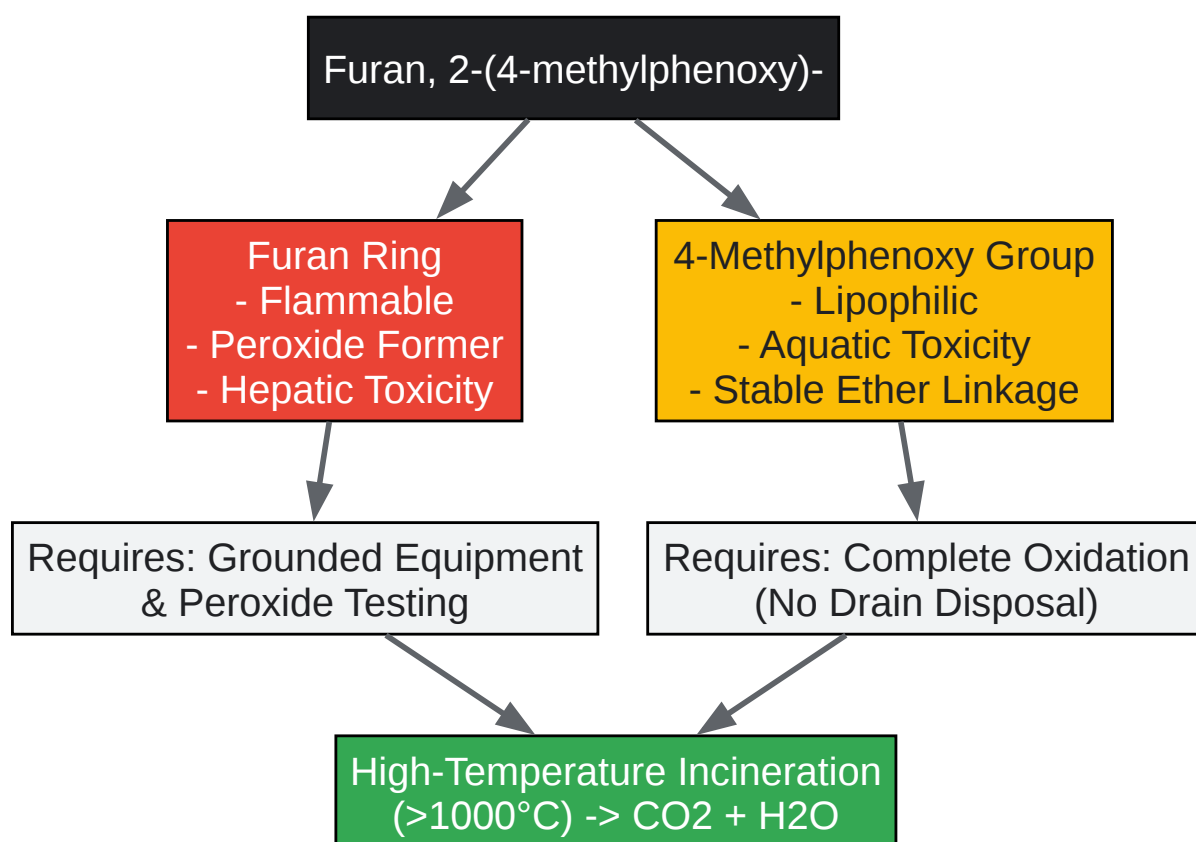 Furan, 2-(4-methylphenoxy)-
Furan Ring
- Flammable
- Peroxide Former
- Hepatic Toxicity
4-Methylphenoxy Group
- Lipophilic
- Aquatic Toxicity
- Stable Ether Linkage
Requires: Grounded Equipment
& Peroxide Testing
Requires: Complete Oxidation
(No Drain Disposal)
High-Temperature Incineration
(>1000°C) -> CO2 + H2O